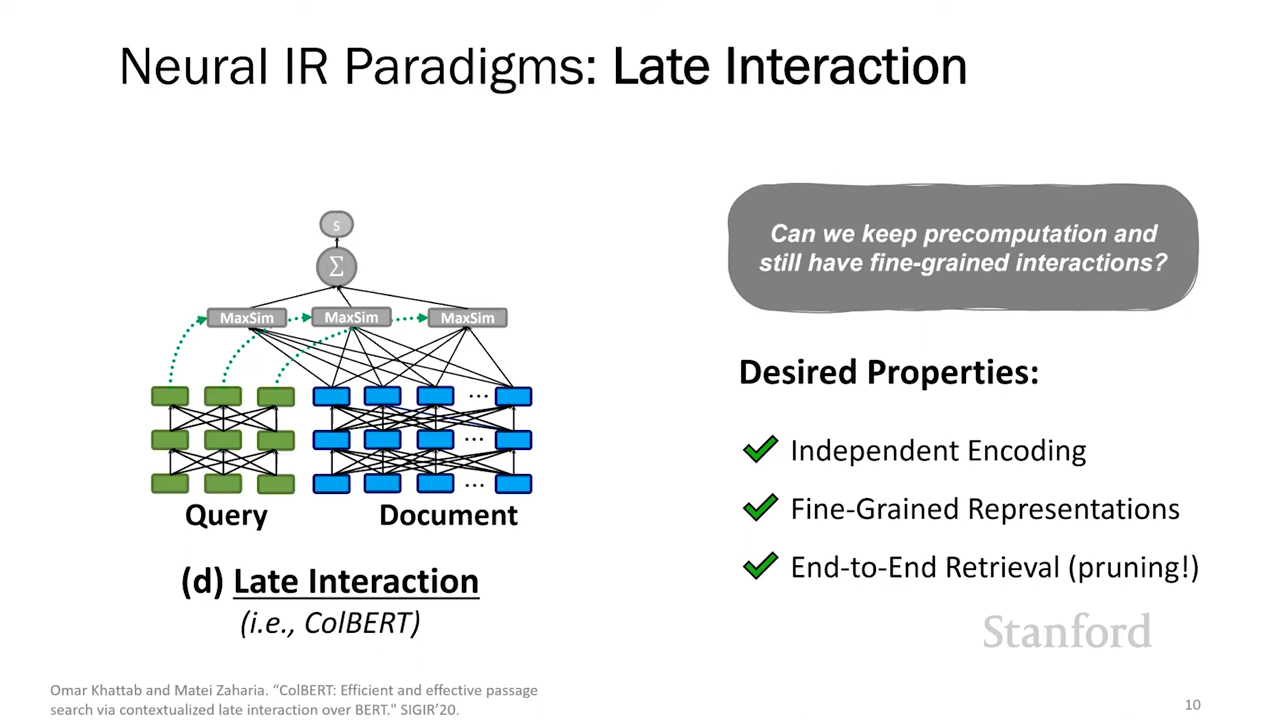 Neural IR Paradigms: Late Interaction
s
Σ
MaxSim MaxSim MaxSim
...
...
...
Query Document
(d) Late Interaction
(i.e., ColBERT)
Can we keep precomputation and
still have fine-grained interactions?
Desired Properties:
Independent Encoding
Fine-Grained Representations
End-to-End Retrieval (pruning!)
Stanford
Omar Khattab and Matei Zaharia. “ColBERT: Efficient and effective passage
search via contextualized late interaction over BERT." SIGIR’20.
10